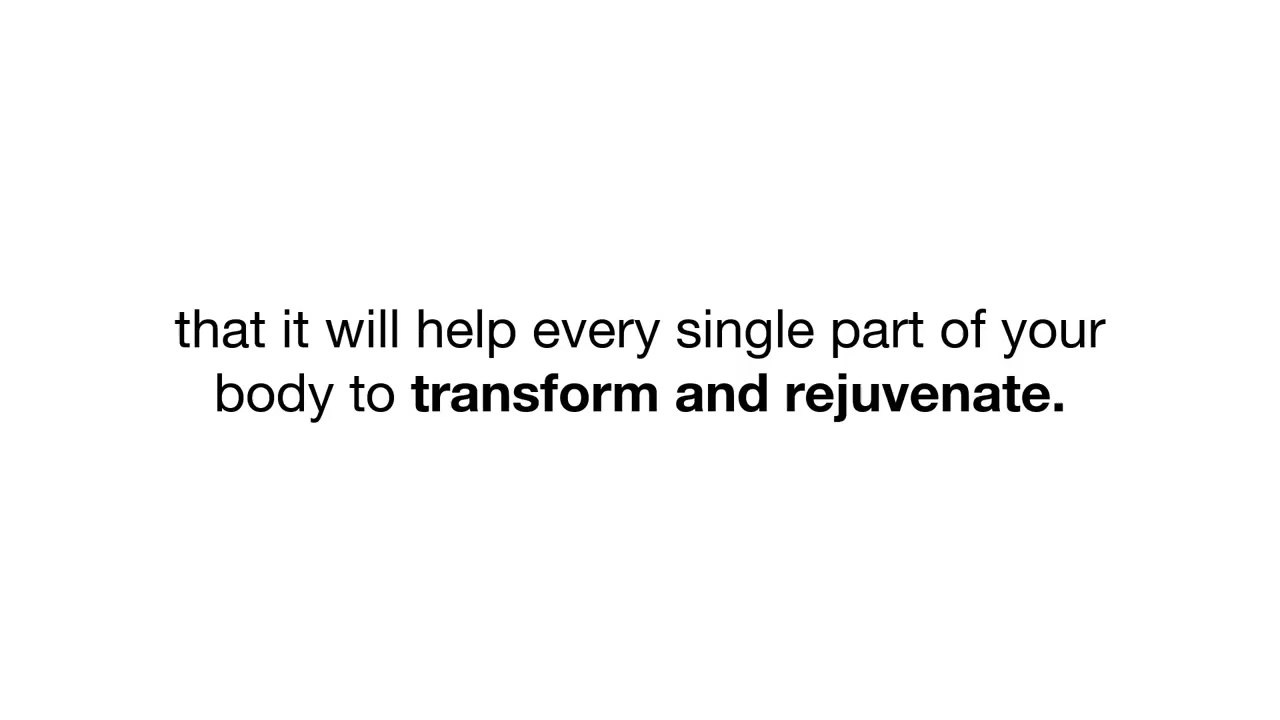 that it will help every single part of your
body to transform and rejuvenate.